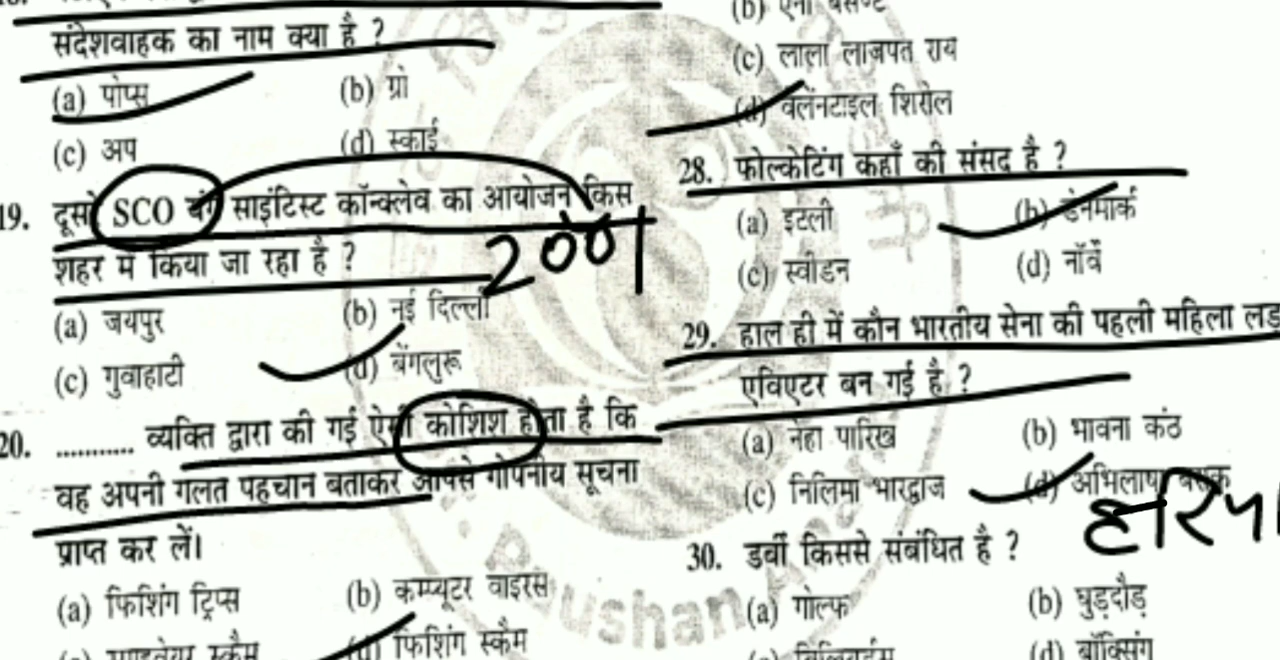 संदेशवाहक का नाम क्या है ?
(a) पोप्स (b) ग्रो
(c) अप (d) स्काई
19. दूसरे SCO यंग साइंटिस्ट कॉन्क्लेव का आयोजन किस
2001
शहर में किया जा रहा है ?
(a) जयपुर (b) नई दिल्ली
(c) गुवाहाटी (d) बेंगलुरू
20. ........... व्यक्ति द्वारा की गई ऐसी कोशिश होता है कि
वह अपनी गलत पहचान बताकर आपसे गोपनीय सूचना
प्राप्त कर लें।
(a) फिशिंग ट्रिप्स (b) कम्प्यूटर वाइरस
फिशिंग स्कैम
(b) एनी बेसेण्ट
(c) लाला लाजपत राय
(d) वैलेनटाइल शिरोल
28. फोल्केटिंग कहाँ की संसद है ?
(a) इटली (b) डेनमार्क
(c) स्वीडन (d) नॉर्वे
29. हाल ही में कौन भारतीय सेना की पहली महिला लड़
एविएटर बन गई है ?
(a) नेहा पारिख (b) भावना कंठ
(c) निलिमा भारद्वाज (d) अभिलाषा बराक
30. डर्बी किससे संबंधित है ?
(a) गोल्फ (b) घुड़दौड़
(d) बॉक्सिंग